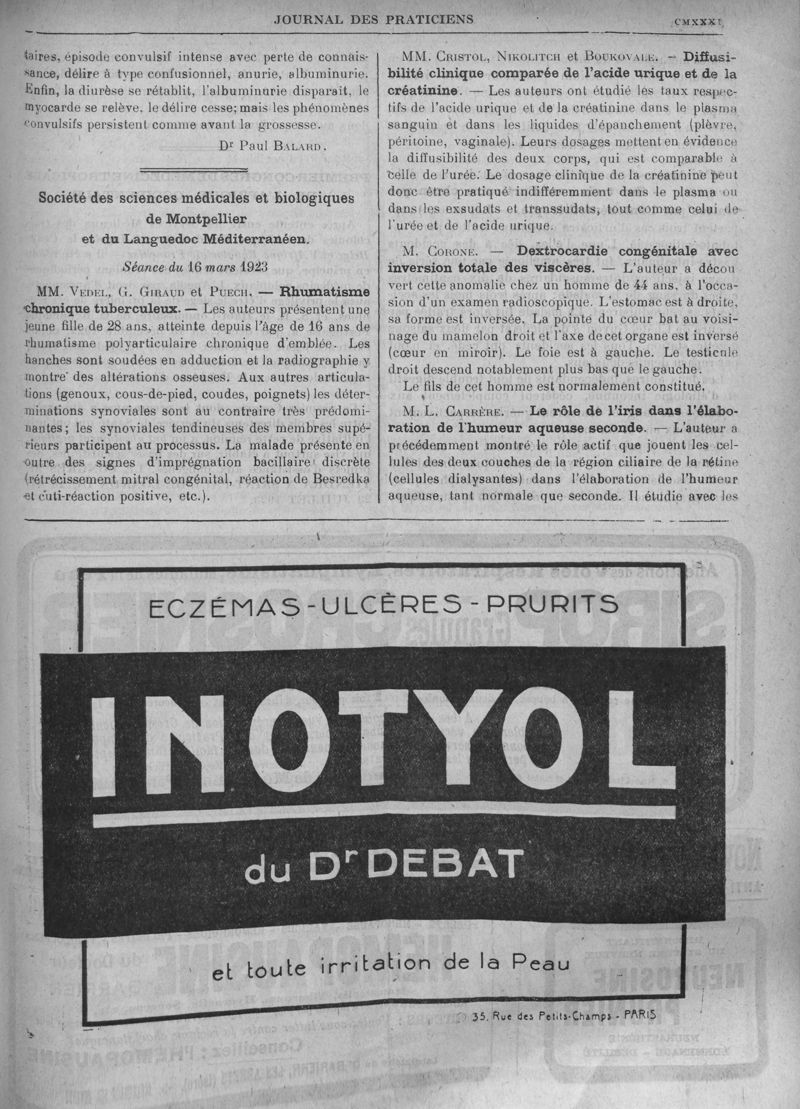 JOURNAL DES PRATICIENS
taires, épisode convulsif intense avec perte de connais-
sance, délire à type confusionnel, anurie, albuminurie.
Enfin, la diurèse se rétablit, l'albuminurie disparaît, le
myocarde se relève, le délire cesse; mais les phénomènes
convulsifs persistent comme avant la grossesse.
Dr Paul BALARD.
Société des sciences médicales et biologiques
de Montpellier
et du Languedoc Méditerranéen.
Séance du 16 mars 1923
MM. VEDEL, G. GIRAUD et PUECH. — Rhumatisme
chronique tuberculeux. — Les auteurs présentent une
jeune fille de 28 ans, atteinte depuis l'âge de 16 ans de
rhumatisme polyarticulaire chronique d'emblée. Les
hanches sont soudées en adduction et la radiographie y
montre des altérations osseuses. Aux autres articula-
tions (genoux, cous-de-pied, coudes, poignets) les déter-
minations synoviales sont au contraire très prédomi-
nantes; les synoviales tendineuses des membres supé-
rieurs participent au processus. La malade présente en
outre des signes d'imprégnation bacillaire discrète
(rétrécissement mitral congénital, réaction de Besredka
et cuti-réaction positive, etc.).
MM. CRISTOL, NIKOLITCH et BOUKOVALE. — Diffusi-
bilité clinique comparée de l'acide urique et de la
créatinine. — Les auteurs ont étudié les taux respec-
tifs de l'acide urique et de la créatinine dans le plasma
sanguin et dans les liquides d'épanchement (plèvre,
péritoine, vaginale). Leurs dosages mettent en évidence
la diffusibilité des deux corps, qui est comparable à
celle de l'urée. Le dosage clinique de la créatinine peut
donc être pratiqué indifféremment dans le plasma ou
dans les exsudats et transsudats, tout comme celui de
l'urée et de l'acide urique.
M. CORONE. — Dextrocardie congénitale avec
inversion totale des viscères. — L'auteur a décou
vert cette anomalie chez un homme de 44 ans, à l'occa-
sion d'un examen radioscopique. L'estomac est à droite,
sa forme est inversée. La pointe du cœur bat au voisi-
nage du mamelon droit et l'axe de cet organe est inversé
(cœur en miroir). Le foie est à gauche. Le testicule
droit descend notablement plus bas que le gauche.
Le fils de cet homme est normalement constitué.
M. L. CARRÈRE. — Le rôle de l'iris dans l'élabo-
ration de l'humeur aqueuse seconde. — L'auteur a
précédemment montré le rôle actif que jouent les cel-
lules des deux couches de la région ciliaire de la rétine
(cellules dialysantes) dans l'élaboration de l'humeur
aqueuse, tant normale que seconde. Il étudie avec les
ECZÉMAS - ULCÈRES - PRURITS
INOTYOL
du Dr DEBAT
et toute irritation de la Peau
35, Rue des Petits-Champs - PARIS